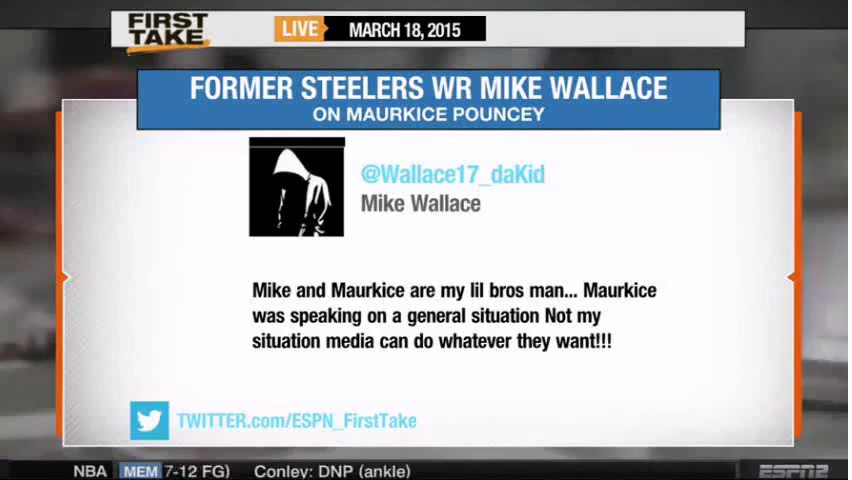 FIRST
TAKE
LIVE
MARCH 18, 2015
FORMER STEELERS WR MIKE WALLACE
ON MAURKICE POUNCEY
@Wallace17_daKid
Mike Wallace
Mike and Maurkice are my lil bros man... Maurkice
was speaking on a general situation Not my
situation media can do whatever they want!!!
TWITTER.com/ESPN_FirstTake
NBA MEM 7-12 FG) Conley: DNP (ankle)
ESPN2